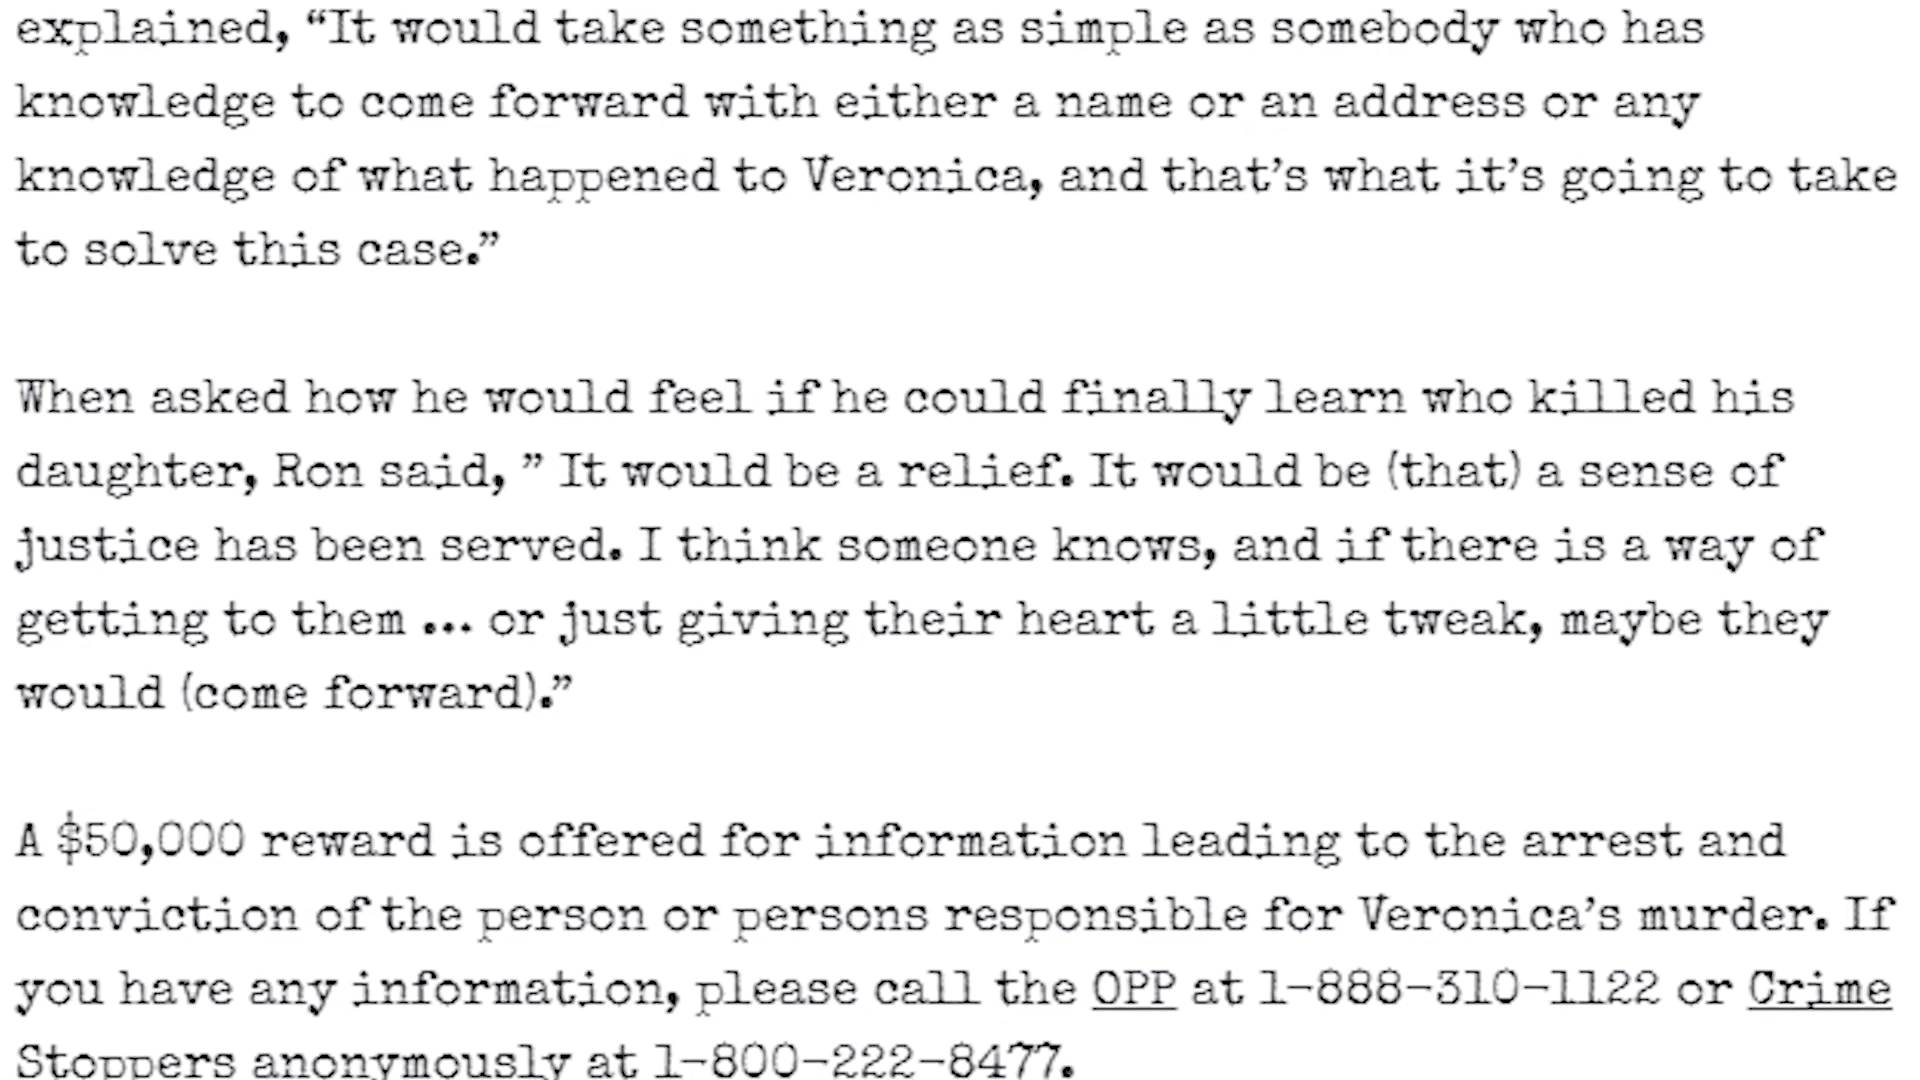 explained, “It would take something as simple as somebody who has
knowledge to come forward with either a name or an address or any
knowledge of what happened to Veronica, and that’s what it’s going to take
to solve this case.”
When asked how he would feel if he could finally learn who killed his
daughter, Ron said, ” It would be a relief. It would be (that) a sense of
justice has been served. I think someone knows, and if there is a way of
getting to them ... or just giving their heart a little tweak, maybe they
would (come forward).”
A $50,000 reward is offered for information leading to the arrest and
conviction of the person or persons responsible for Veronica’s murder. If
you have any information, please call the OPP at 1-888-310-1122 or Crime
Stoppers anonymously at 1-800-222-8477.